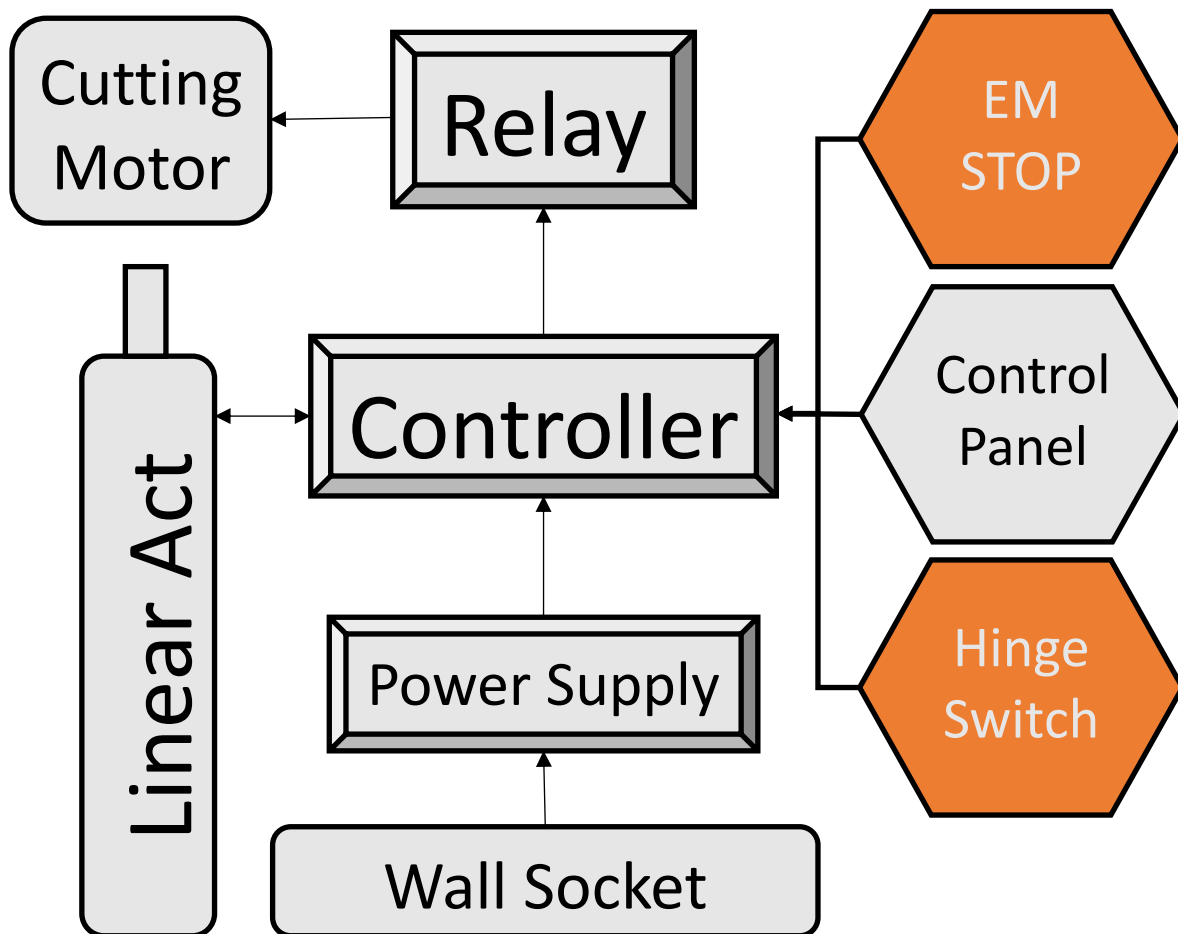 Cutting
Motor
Relay
EM
STOP
Controller
Control
Panel
Linear Act
Power Supply
Hinge
Switch
Wall Socket